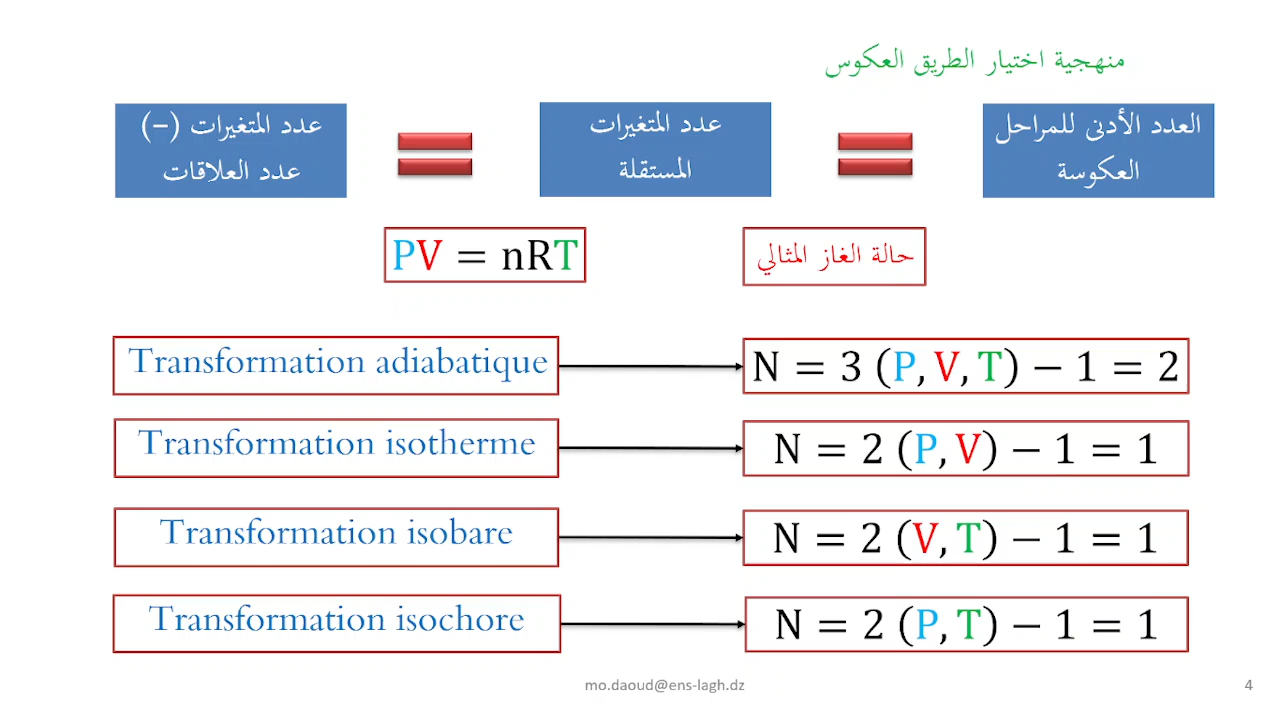 منهجية اختيار الطريق العكوس
العدد الأدنى للمراحل
العكوسة
=
عدد المتغيرات
المستقلة
=
عدد المتغيرات (−)
عدد العلاقات
حالة الغاز المثالي
PV = nRT
Transformation adiabatique
N = 3 (P, V, T) − 1 = 2
Transformation isotherme
N = 2 (P, V) − 1 = 1
Transformation isobare
N = 2 (V, T) − 1 = 1
Transformation isochore
N = 2 (P, T) − 1 = 1
mo.daoud@ens-lagh.dz
4